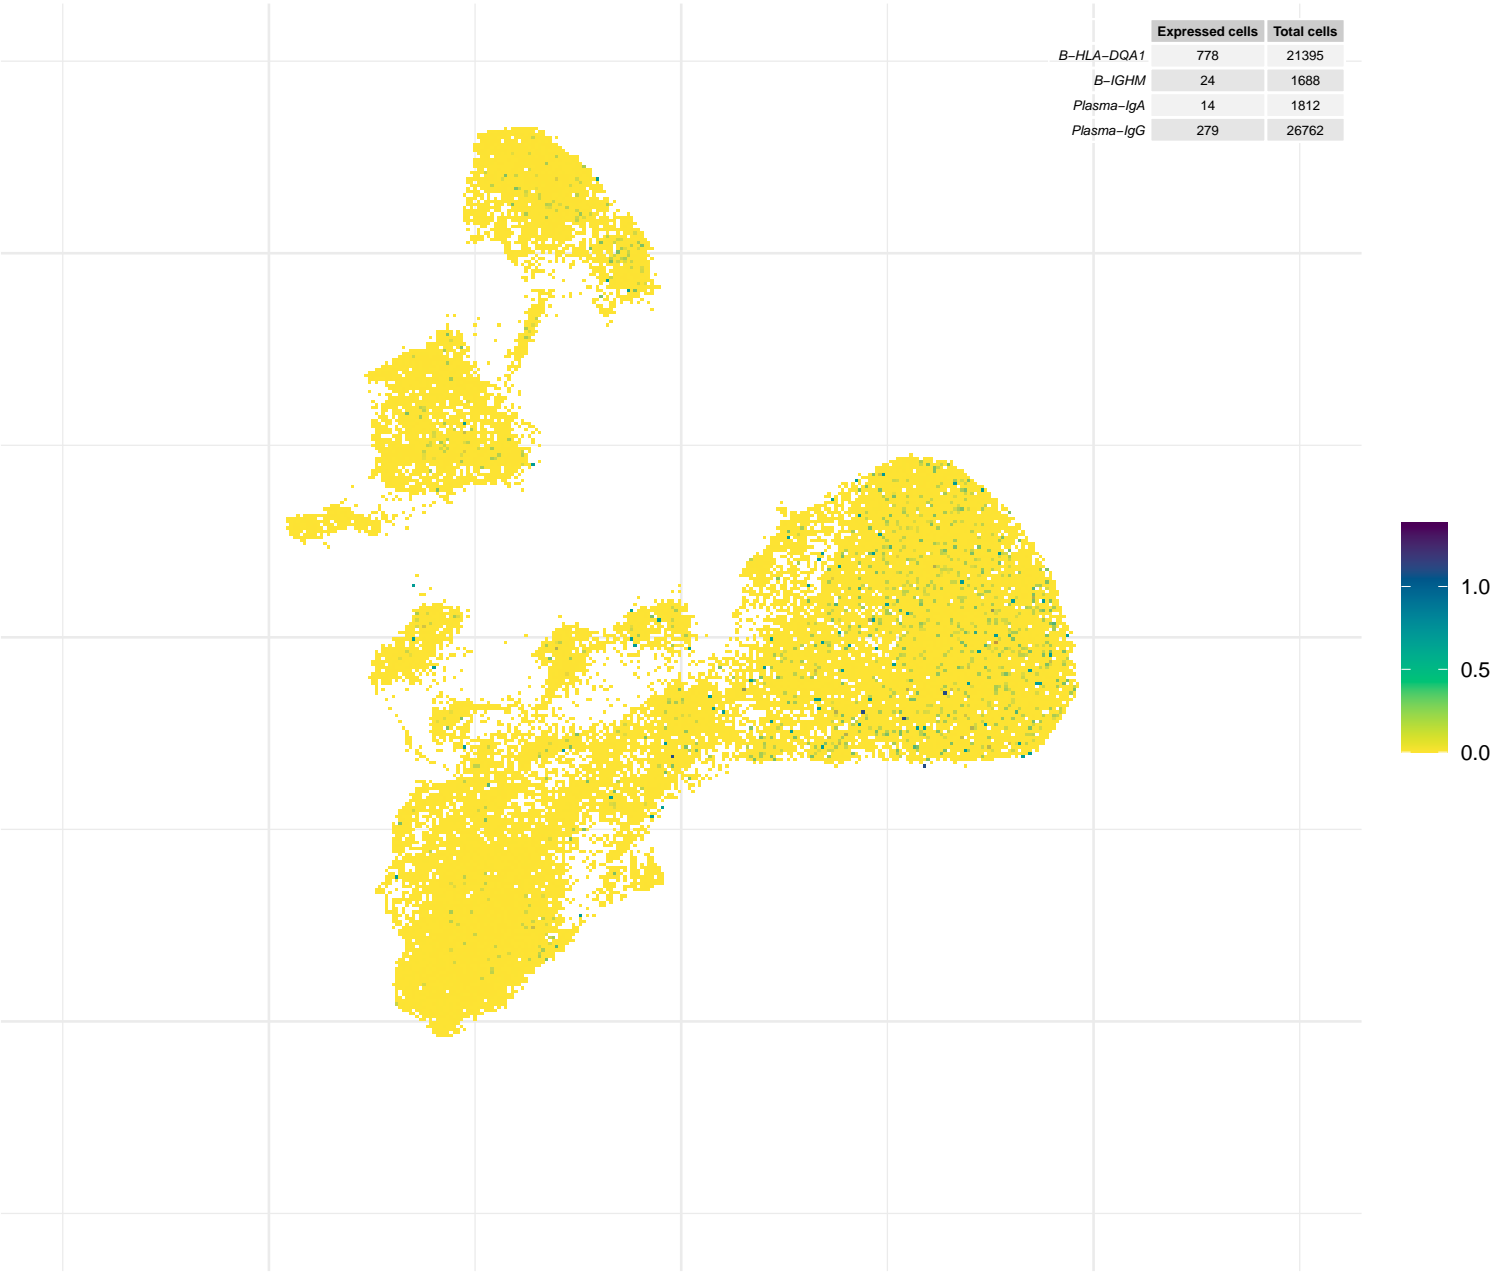 Expressed cells Total cells
B−HLA−DQA1 778 21395
B−IGHM 24 1688
Plasma−IgA 14 1812
Plasma−IgG 279 26762
1.0
0.5
0.0